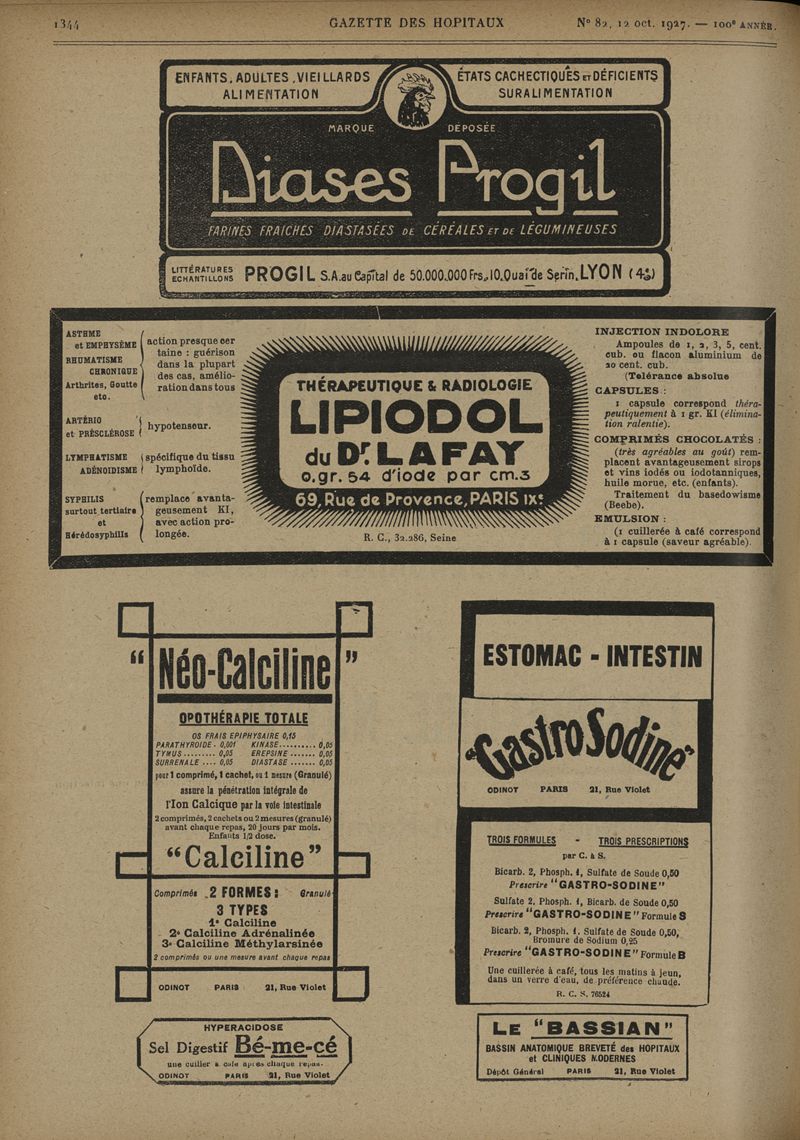 1344
GAZETTE DES HOPITAUX
N° 82, 12 oct. 1927. — 100e ANNÉE.
ENFANTS. ADULTES .VIEILLARDS
ALIMENTATION
ÉTATS CACHECTIQUES ET DÉFICIENTS
SURALIMENTATION
MARQUE DÉPOSÉE
Diases Progil
FARINES FRAICHES DIASTASÉES DE CÉRÉALES ET DE LÉGUMINEUSES
LITTÉRATURES
ECHANTILLONS
PROGIL S.A.au Capital de 50.000.000 Frs., 10.Quai de Serin. LYON (4e)
ASTHME
et EMPHYSÈME
RHUMATISME
CHRONIQUE
Arthrites, Goutte
etc.
action presque cer
taine : guérison
dans la plupart
des cas, amélio-
ration dans tous
ARTÉRIO
et PRÉSCLÉROSE
hypotenseur.
LYMPHATISME
ADÉNOIDISME
spécifique du tissu
lymphoïde.
SYPHILIS
surtout tertiaire
et
Hérédosyphilis
remplace avanta-
geusement KI,
avec action pro-
longée.
THÉRAPEUTIQUE & RADIOLOGIE
LIPIODOL
du Dr. LAFAY
0.gr. 54 d'iode par cm.3
69, Rue de Provence, PARIS IXe
R. C., 32.286, Seine
INJECTION INDOLORE
Ampoules de 1, 2, 3, 5, cent.
cub. ou flacon aluminium de
20 cent. cub.
(Tolérance absolue
CAPSULES :
1 capsule correspond théra-
peutiquement à 1 gr. KI (élimina-
tion ralentie).
COMPRIMÉS CHOCOLATÉS :
(très agréables au goût) rem-
placent avantageusement sirops
et vins iodés ou iodotanniques,
huile morue, etc. (enfants).
Traitement du basedowisme
(Beebe).
EMULSION :
(1 cuillerée à café correspond
à 1 capsule (saveur agréable).
“ Néo-Calciline ”
OPOTHÉRAPIE TOTALE
OS FRAIS EPIPHYSAIRE 0,15
PARATHYROIDE . 0,001 KINASE.......... 0,05
TYMUS ......... 0,05 EREPSINE ....... 0,05
SURRENALE .... 0,05 DIASTASE ....... 0,05
pour 1 comprimé, 1 cachet, ou 1 mesure (Granulé)
assure la pénétration intégrale de
l'Ion Calcique par la voie intestinale
2 comprimés, 2 cachets ou 2 mesures (granulé)
avant chaque repas, 20 jours par mois.
Enfants 1/2 dose.
“Calciline”
Comprimés 2 FORMES : Granulé
3 TYPES
1° Calciline
2° Calciline Adrénalinée
3° Calciline Méthylarsinée
2 comprimés ou une mesure avant chaque repas
ODINOT PARIS 21, Rue Violet
HYPERACIDOSE
Sel Digestif Bé-me-cé
une cuiller à café après chaque repas.
ODINOT PARIS 21, Rue Violet
ESTOMAC - INTESTIN
“GastroSodine”
ODINOT PARIS 21, Rue Violet
TROIS FORMULES - TROIS PRESCRIPTIONS
par C. à S.
Bicarb. 2, Phosph. 1, Sulfate de Soude 0,50
Prescrire “GASTRO-SODINE”
Sulfate 2, Phosph. 1, Bicarb. de Soude 0,50
Prescrire “GASTRO-SODINE” Formule S
Bicarb. 2, Phosph. 1, Sulfate de Soude 0,50,
Bromure de Sodium 0,25
Prescrire “GASTRO-SODINE” Formule B
Une cuillerée à café, tous les matins à jeun,
dans un verre d'eau, de préférence chaude.
R. C. S. 76524
LE “BASSIAN”
BASSIN ANATOMIQUE BREVETÉ des HOPITAUX
et CLINIQUES MODERNES
Dépôt Général PARIS 21, Rue Violet